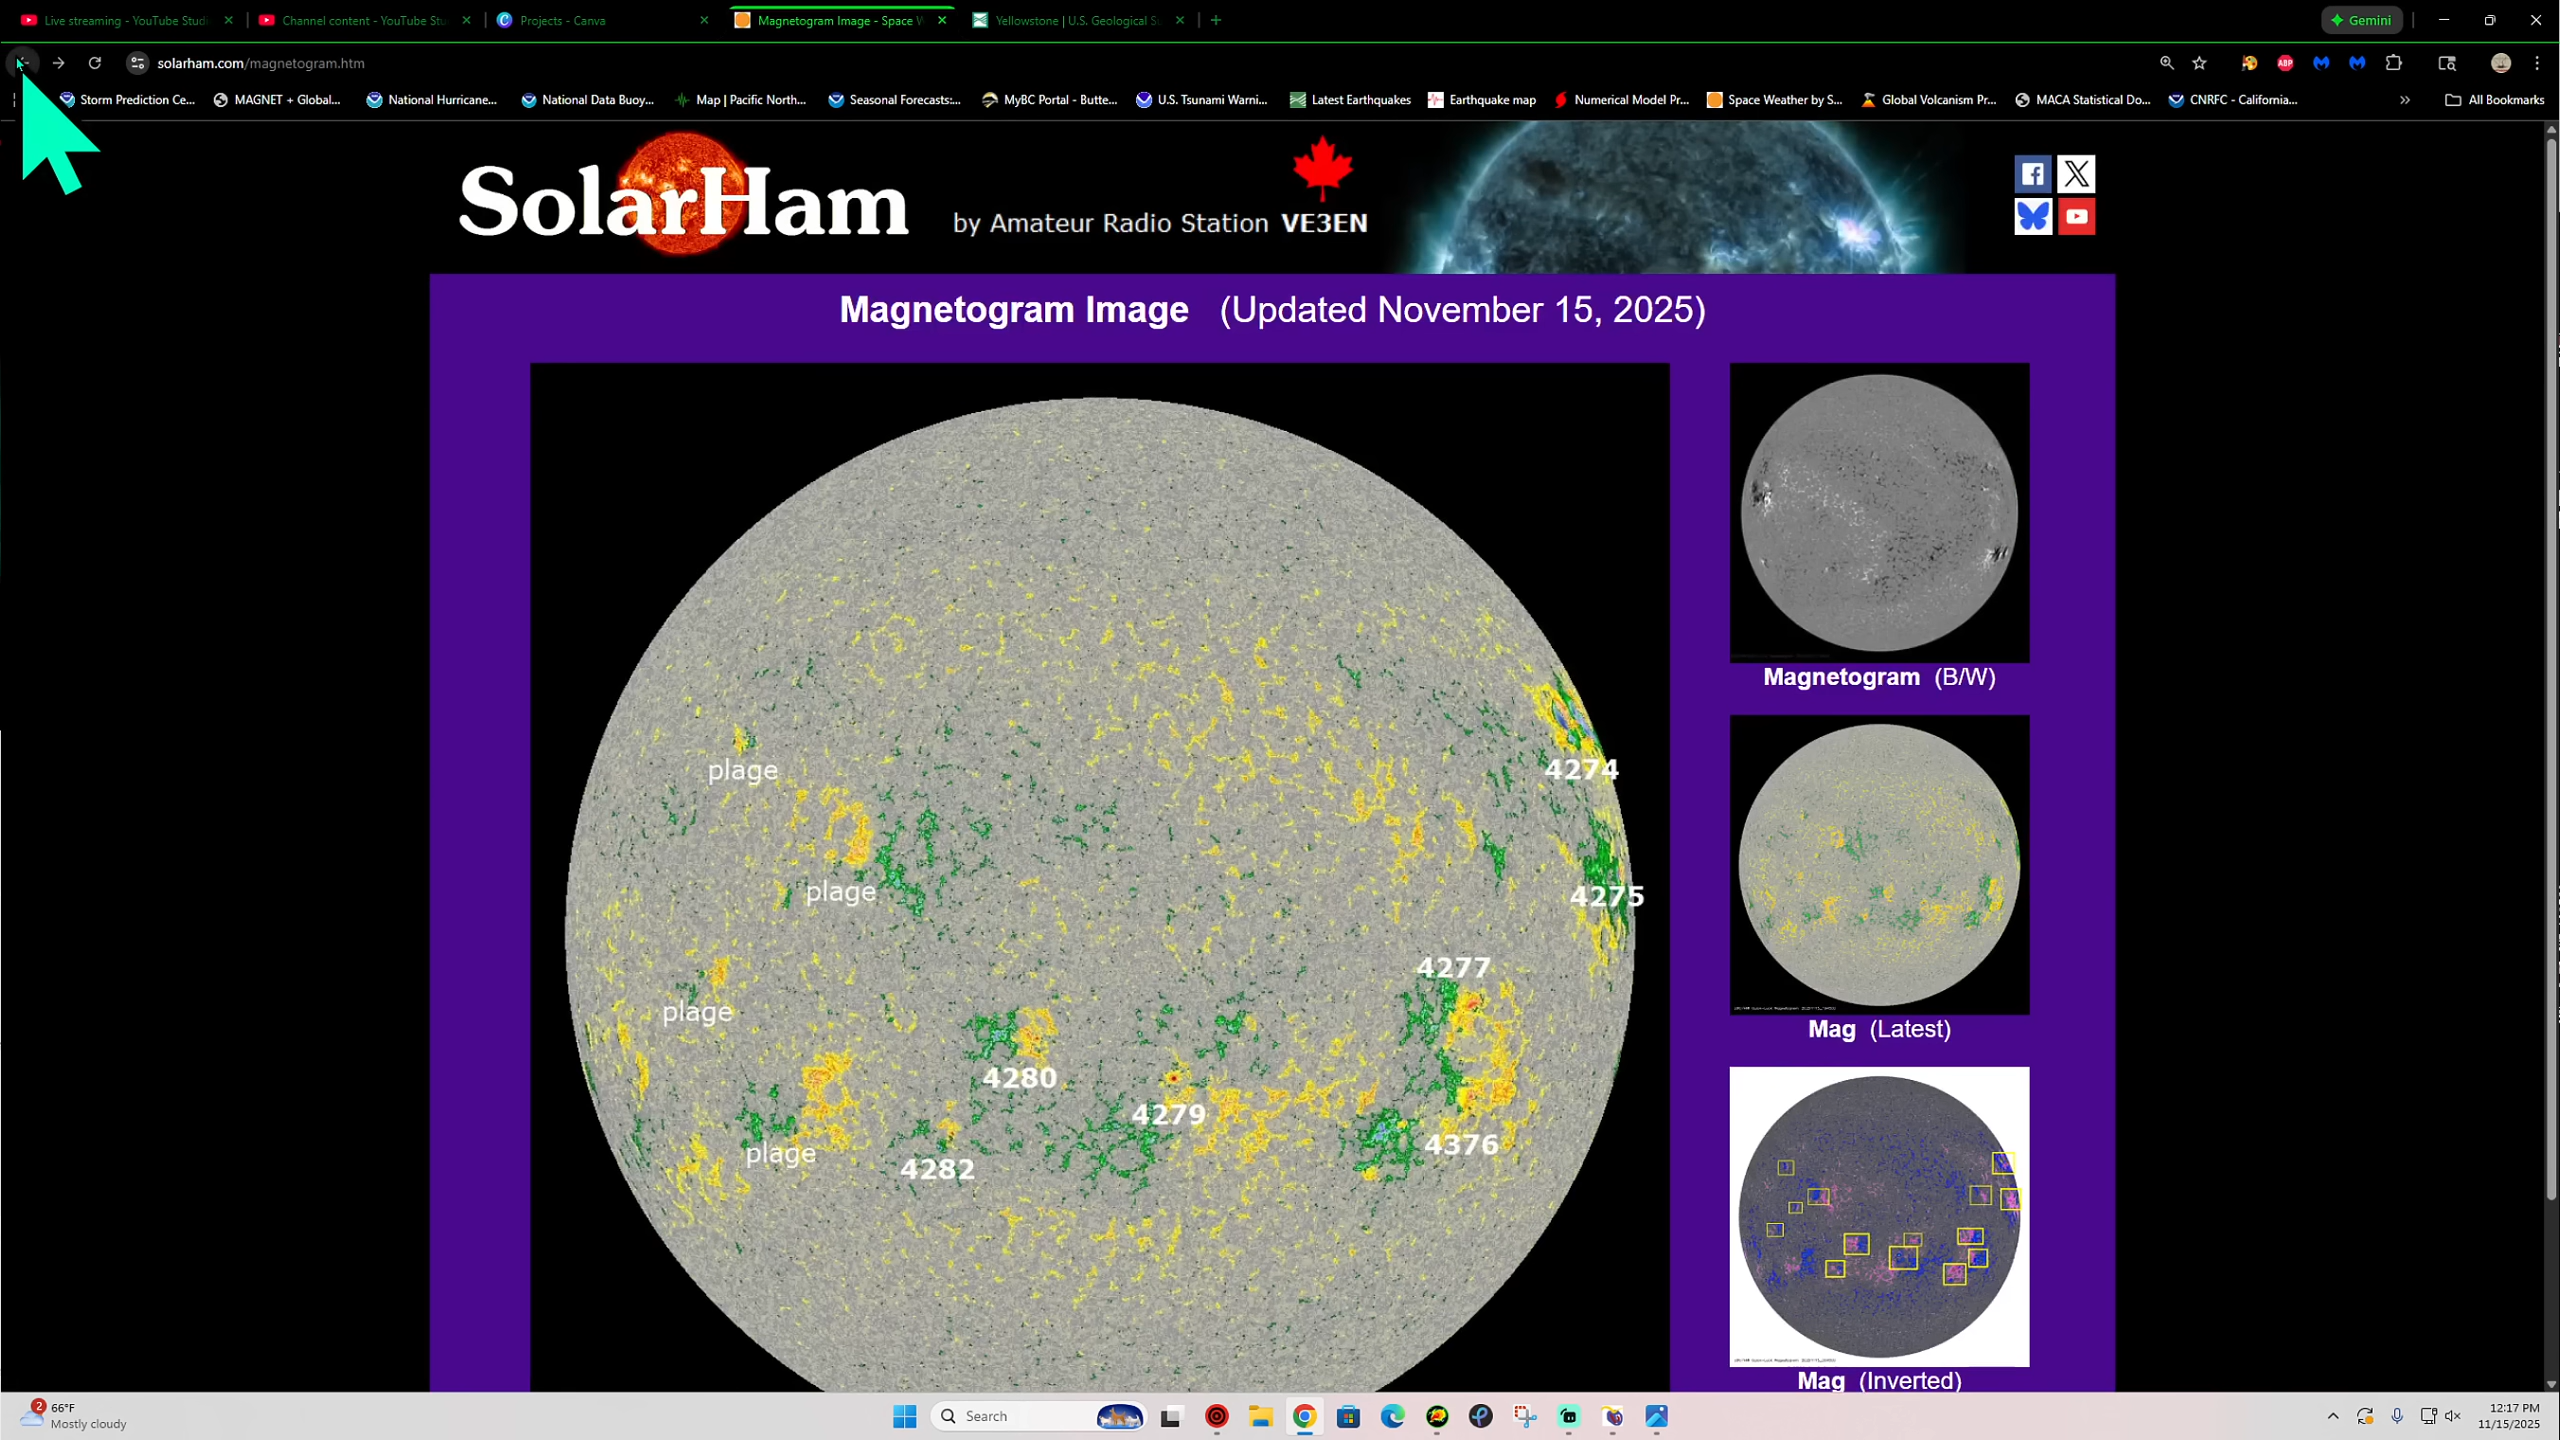 Live streaming - YouTube Studi
Channel content - YouTube Stu
Projects - Canva
Magnetogram Image - Space W
Yellowstone | U.S. Geological Su
Gemini
solarham.com/magnetogram.htm
ABP
Storm Prediction Ce...
MAGNET + Global...
National Hurricane...
National Data Buoy...
Map | Pacific North...
Seasonal Forecasts:...
MyBC Portal - Butte...
U.S. Tsunami Warni...
Latest Earthquakes
Earthquake map
Numerical Model Pr...
Space Weather by S...
Global Volcanism Pr...
MACA Statistical Do...
CNRFC - California...
All Bookmarks
SolarHam
by Amateur Radio Station VE3EN
Magnetogram Image (Updated November 15, 2025)
plage
4274
plage
4275
4277
plage
4280
4279
4376
plage
4282
Magnetogram (B/W)
Mag (Latest)
Mag (Inverted)
2
66°F
Mostly cloudy
Search
12:17 PM
11/15/2025